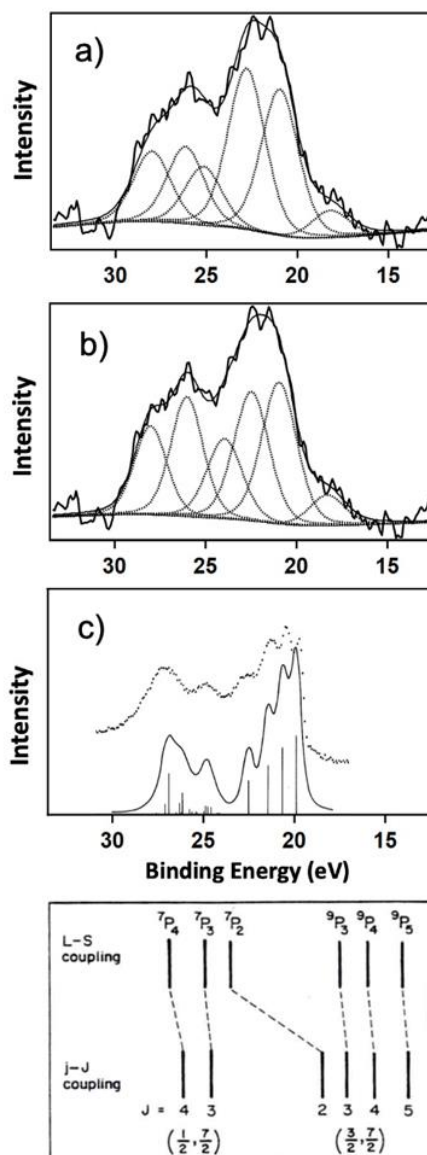 a)
Intensity
30 25 20 15
b)
Intensity
30 25 20 15
c)
Intensity
30 25 20 15
Binding Energy (eV)
⁷P₄ ⁷P₃ ⁷P₂ ⁹P₃ ⁹P₄ ⁹P₅
L-S
coupling
j-J
coupling
J = 4 3 2 3 4 5
(½, 7/2) (3/2, 7/2)